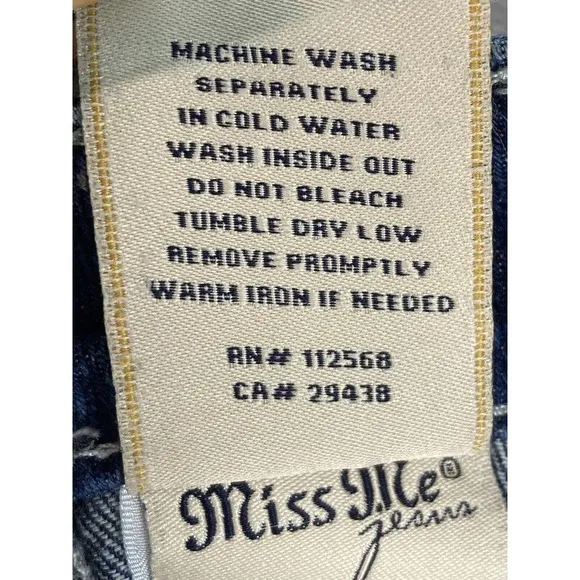 MACHINE WASH
SEPARATELY
IN COLD WATER
WASH INSIDE OUT
DO NOT BLEACH
TUMBLE DRY LOW
REMOVE PROMPTLY
WARM IRON IF NEEDED
RN# 112568
CA# 29438
Miss Me®
jeans